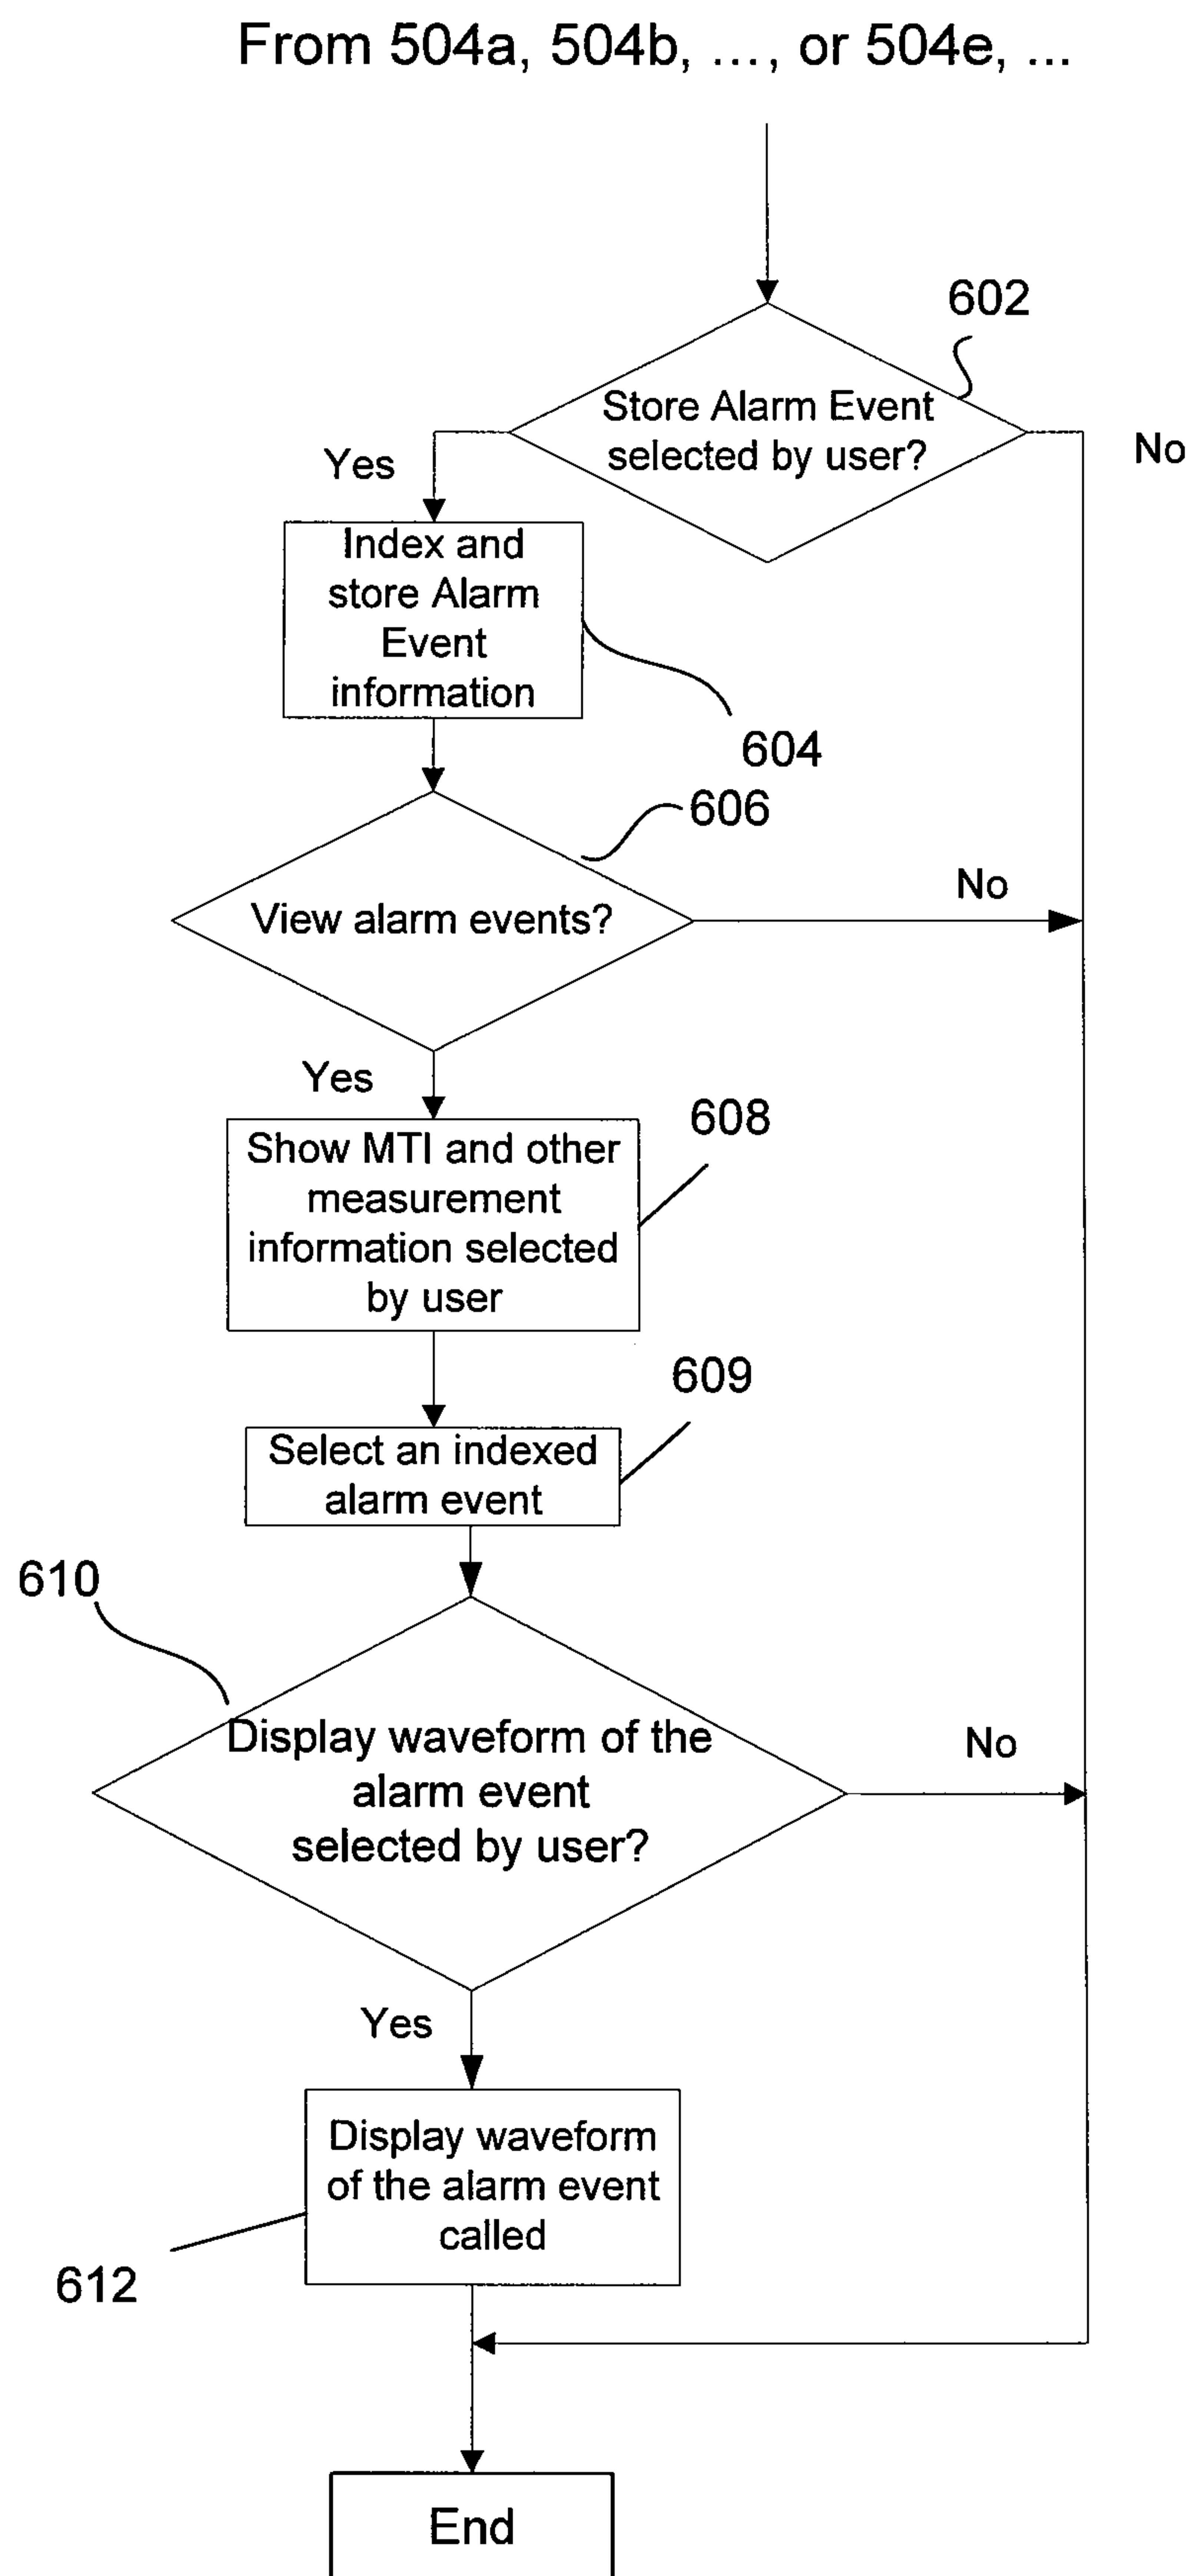 From 504a, 504b, ..., or 504e, ...
602
Store Alarm Event
selected by user?
No
Yes
Index and
store Alarm
Event
information
604
606
View alarm events?
No
Yes
608
Show MTI and other
measurement
information selected
by user
609
Select an indexed
alarm event
610
Display waveform of the
alarm event
selected by user?
No
Yes
Display waveform
of the alarm event
called
612
End